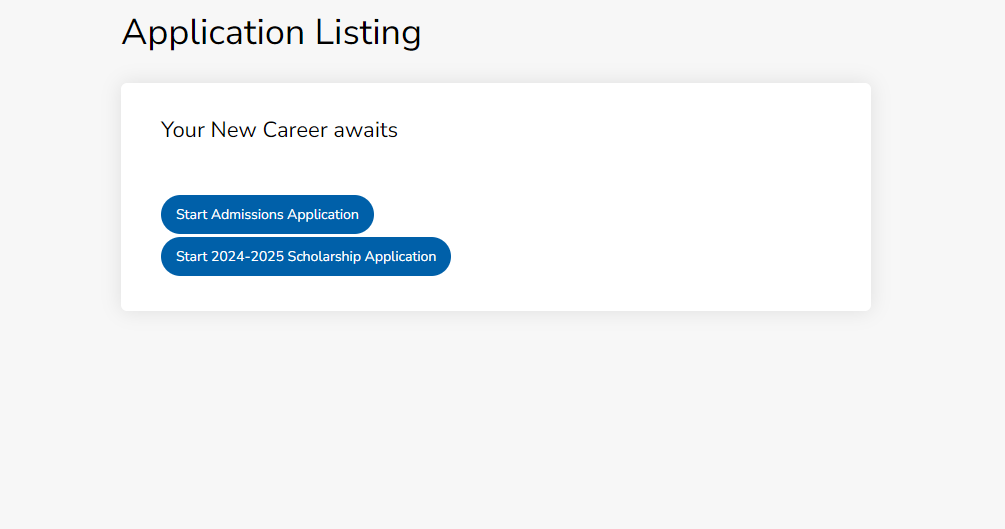 Application Listing
Your New Career awaits
Start Admissions Application
Start 2024-2025 Scholarship Application